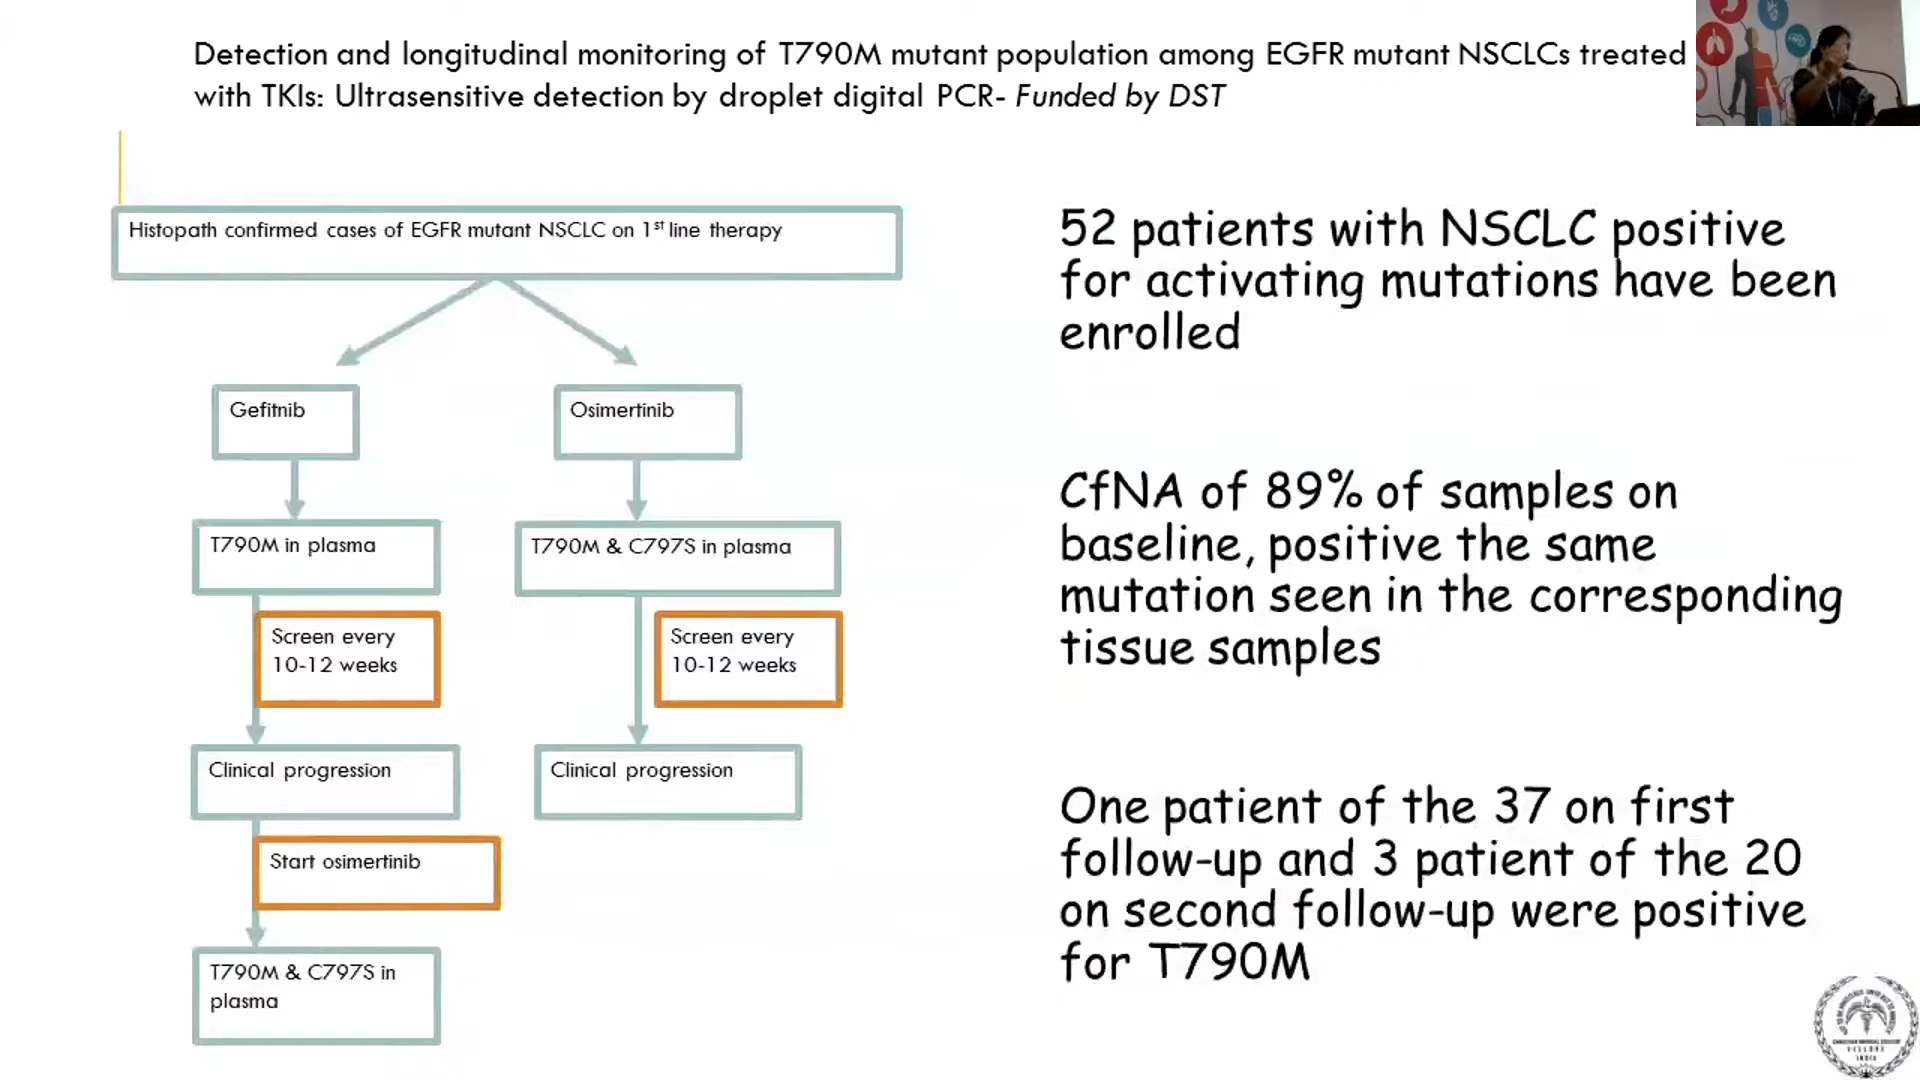 Detection and longitudinal monitoring of T790M mutant population among EGFR mutant NSCLCs treated
with TKIs: Ultrasensitive detection by droplet digital PCR- Funded by DST
Histopath confirmed cases of EGFR mutant NSCLC on 1st line therapy
Gefitnib
Osimertinib
T790M in plasma
T790M & C797S in plasma
Screen every
10-12 weeks
Screen every
10-12 weeks
Clinical progression
Clinical progression
Start osimertinib
T790M & C797S in
plasma
52 patients with NSCLC positive
for activating mutations have been
enrolled
CfNA of 89% of samples on
baseline, positive the same
mutation seen in the corresponding
tissue samples
One patient of the 37 on first
follow-up and 3 patient of the 20
on second follow-up were positive
for T790M
VELLORE
INDIA